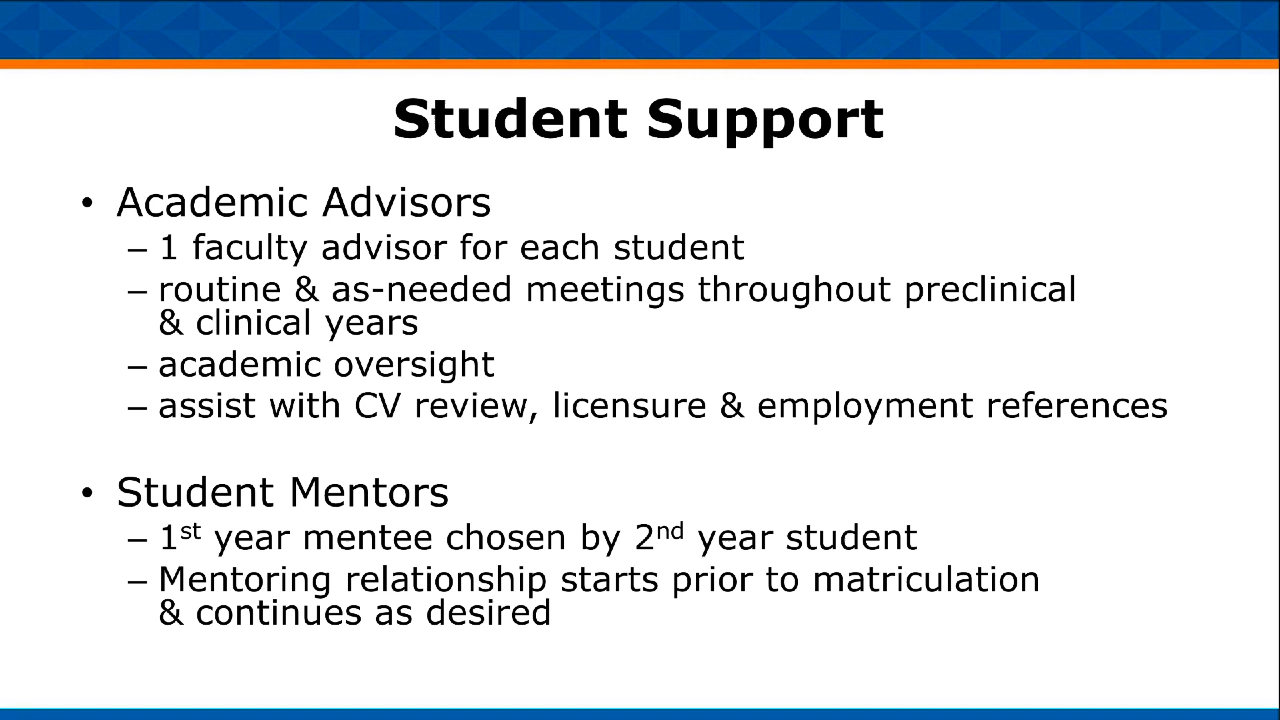 Student Support
• Academic Advisors
– 1 faculty advisor for each student
– routine & as-needed meetings throughout preclinical
& clinical years
– academic oversight
– assist with CV review, licensure & employment references
• Student Mentors
– 1st year mentee chosen by 2nd year student
– Mentoring relationship starts prior to matriculation
& continues as desired